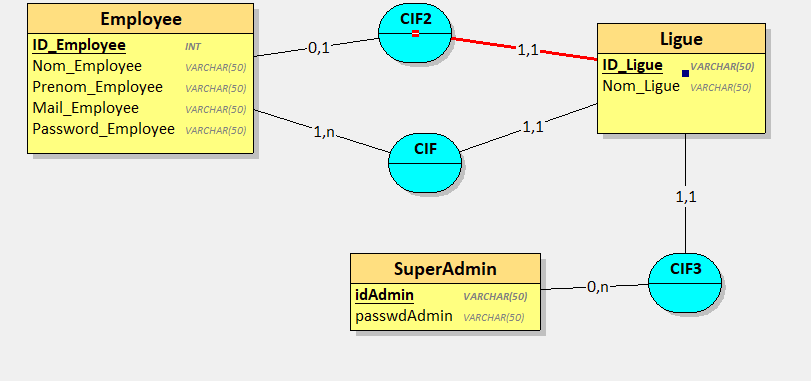 Employee
ID_Employee INT
Nom_Employee VARCHAR(50)
Prenom_Employee VARCHAR(50)
Mail_Employee VARCHAR(50)
Password_Employee VARCHAR(50)
0,1
CIF2
1,1
Ligue
ID_Ligue VARCHAR(50)
Nom_Ligue VARCHAR(50)
1,n
CIF
1,1
1,1
SuperAdmin
idAdmin VARCHAR(50)
passwdAdmin VARCHAR(50)
0,n
CIF3